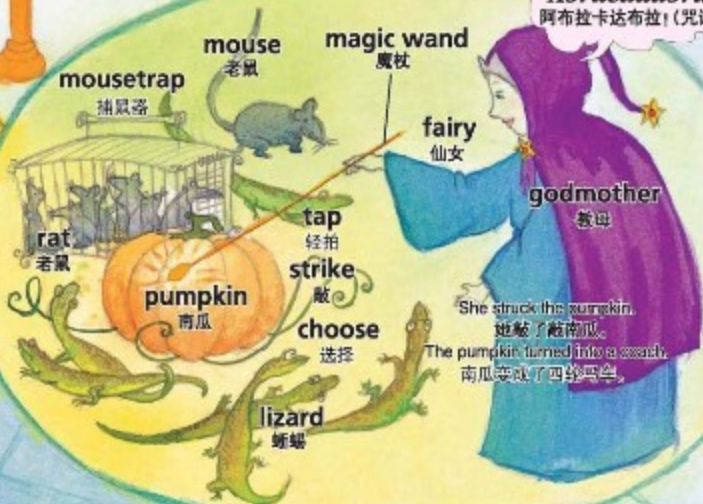 阿布拉卡达布拉!(咒语
mouse
老鼠
magic wand
魔杖
mousetrap
捕鼠器
fairy
仙女
godmother
教母
rat
老鼠
tap
轻拍
strike
敲
pumpkin
南瓜
choose
选择
She struck the pumpkin.
她敲了敲南瓜。
The pumpkin turned into a coach.
南瓜变成了四轮马车。
lizard
蜥蜴